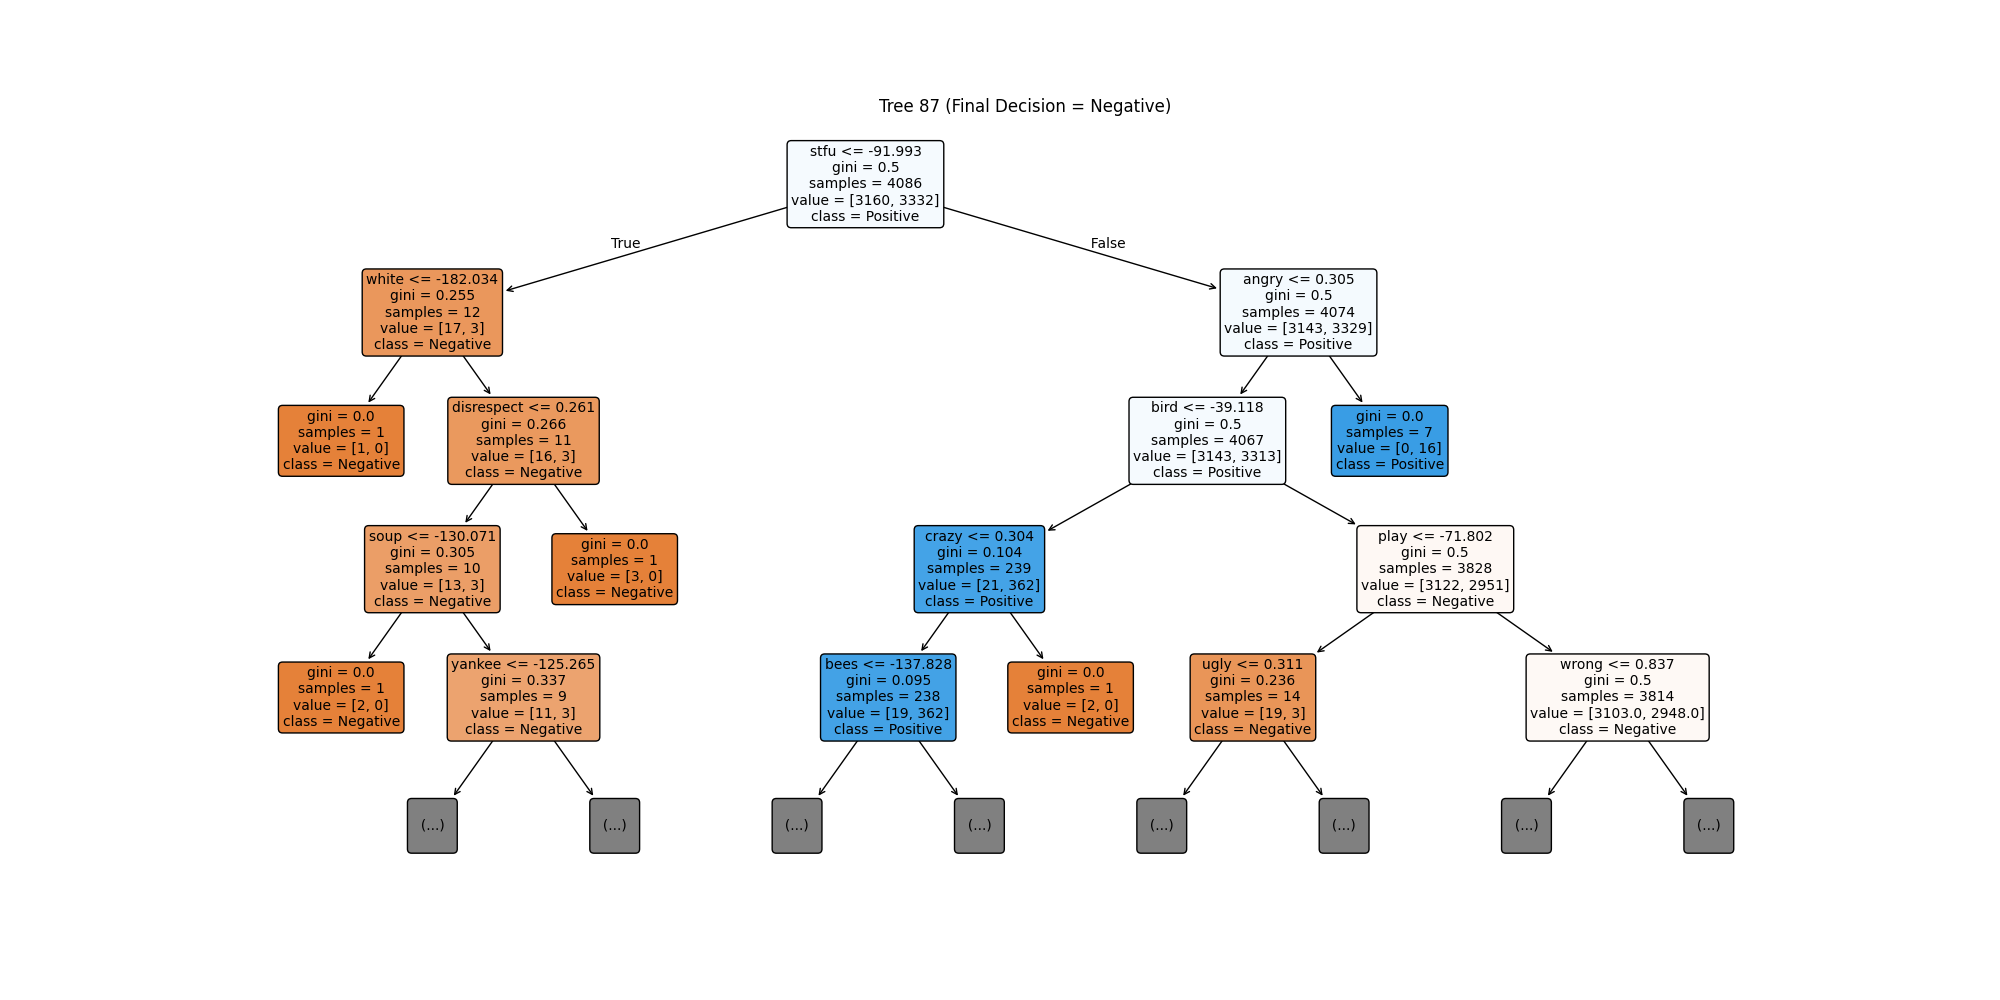 Tree 87 (Final Decision = Negative)
stfu <= -91.993
gini = 0.5
samples = 4086
value = [3160, 3332]
class = Positive
True
False
white <= -182.034
gini = 0.255
samples = 12
value = [17, 3]
class = Negative
angry <= 0.305
gini = 0.5
samples = 4074
value = [3143, 3329]
class = Positive
gini = 0.0
samples = 1
value = [1, 0]
class = Negative
disrespect <= 0.261
gini = 0.266
samples = 11
value = [16, 3]
class = Negative
bird <= -39.118
gini = 0.5
samples = 4067
value = [3143, 3313]
class = Positive
gini = 0.0
samples = 7
value = [0, 16]
class = Positive
soup <= -130.071
gini = 0.305
samples = 10
value = [13, 3]
class = Negative
gini = 0.0
samples = 1
value = [3, 0]
class = Negative
crazy <= 0.304
gini = 0.104
samples = 239
value = [21, 362]
class = Positive
play <= -71.802
gini = 0.5
samples = 3828
value = [3122, 2951]
class = Negative
gini = 0.0
samples = 1
value = [2, 0]
class = Negative
yankee <= -125.265
gini = 0.337
samples = 9
value = [11, 3]
class = Negative
bees <= -137.828
gini = 0.095
samples = 238
value = [19, 362]
class = Positive
gini = 0.0
samples = 1
value = [2, 0]
class = Negative
ugly <= 0.311
gini = 0.236
samples = 14
value = [19, 3]
class = Negative
wrong <= 0.837
gini = 0.5
samples = 3814
value = [3103.0, 2948.0]
class = Negative
(...)
(...)
(...)
(...)
(...)
(...)
(...)
(...)